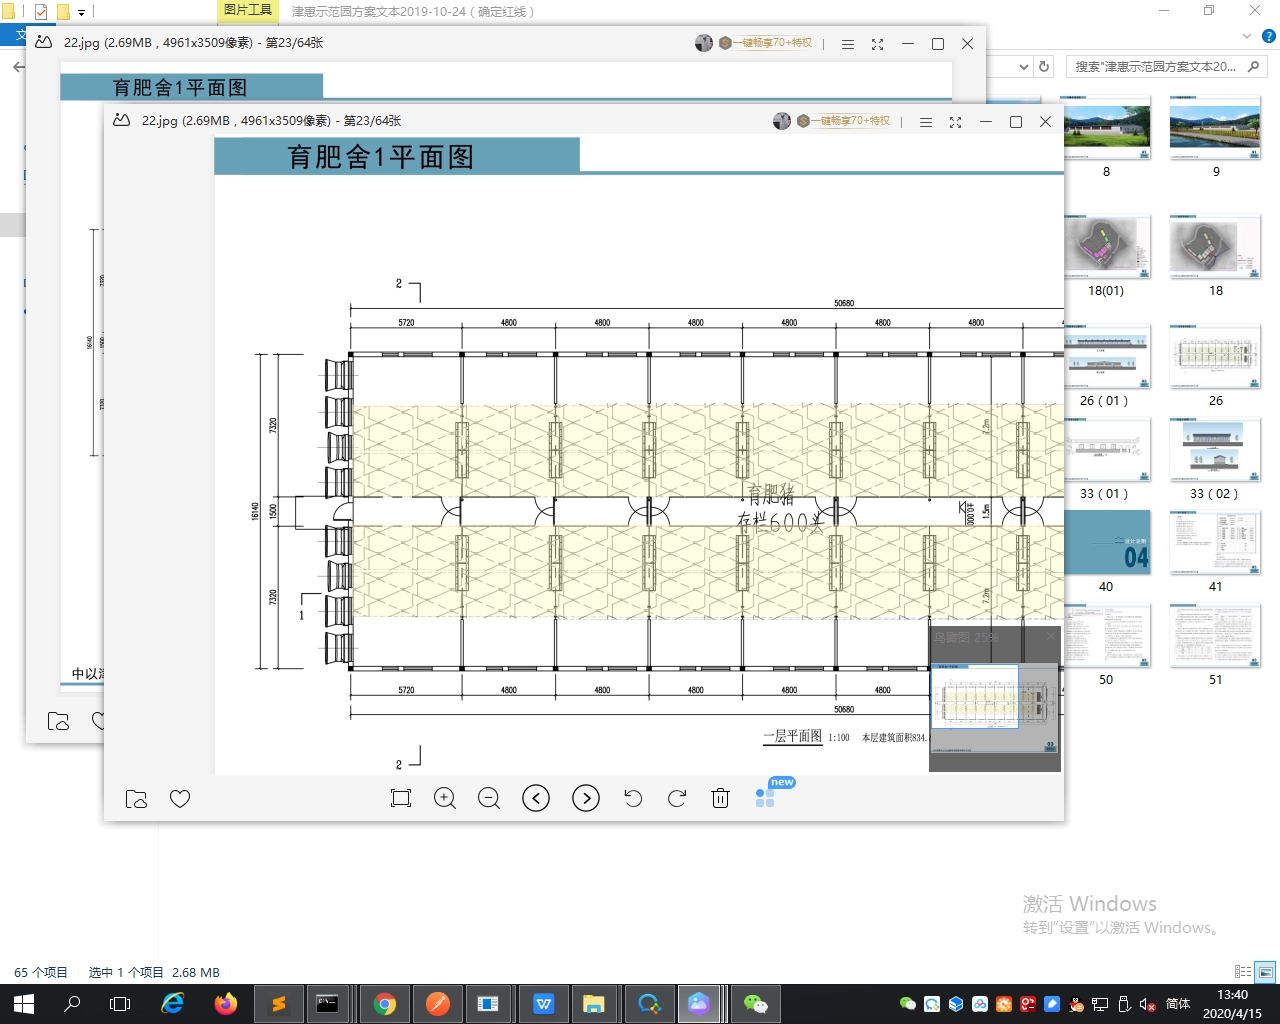 图片工具
津惠示范园方案文本2019-10-24（确定红线）
文
22.jpg (2.69MB , 4961x3509像素) - 第23/64张
一键畅享70+特权
搜索"津惠示范园方案文本20...
育肥舍1平面图
22.jpg (2.69MB , 4961x3509像素) - 第23/64张
一键畅享70+特权
育肥舍1平面图
8
9
2
50680
5720 4800 4800 4800 4800 4800 4800
18(01)
18
16140
7320
1500
7320
7.2m
育肥猪
存栏600头
±0.000
1.5m
7.2m
1
26（01）
26
33（01）
33（02）
设计说明
04
40
41
鸟瞰图 25%
50
51
5720 4800 4800 4800 4800 4800
50680
一层平面图 1:100 本层建筑面积834.
2
中以津
new
激活 Windows
转到"设置"以激活 Windows。
65 个项目 选中 1 个项目 2.68 MB
简体
13:40
2020/4/15